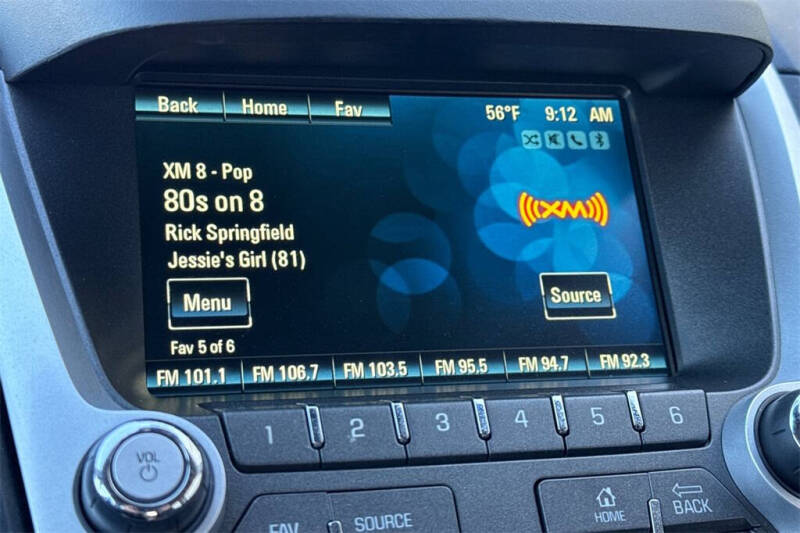 Back Home Fav 56°F 9:12 AM
XM 8 - Pop
80s on 8
(((XM)))
Rick Springfield
Jessie's Girl (81)
Menu Source
Fav 5 of 6
FM 101.1 FM 106.7 FM 103.5 FM 95.5 FM 94.7 FM 92.3
1 2 3 4 5 6
VOL
FAV SOURCE HOME BACK